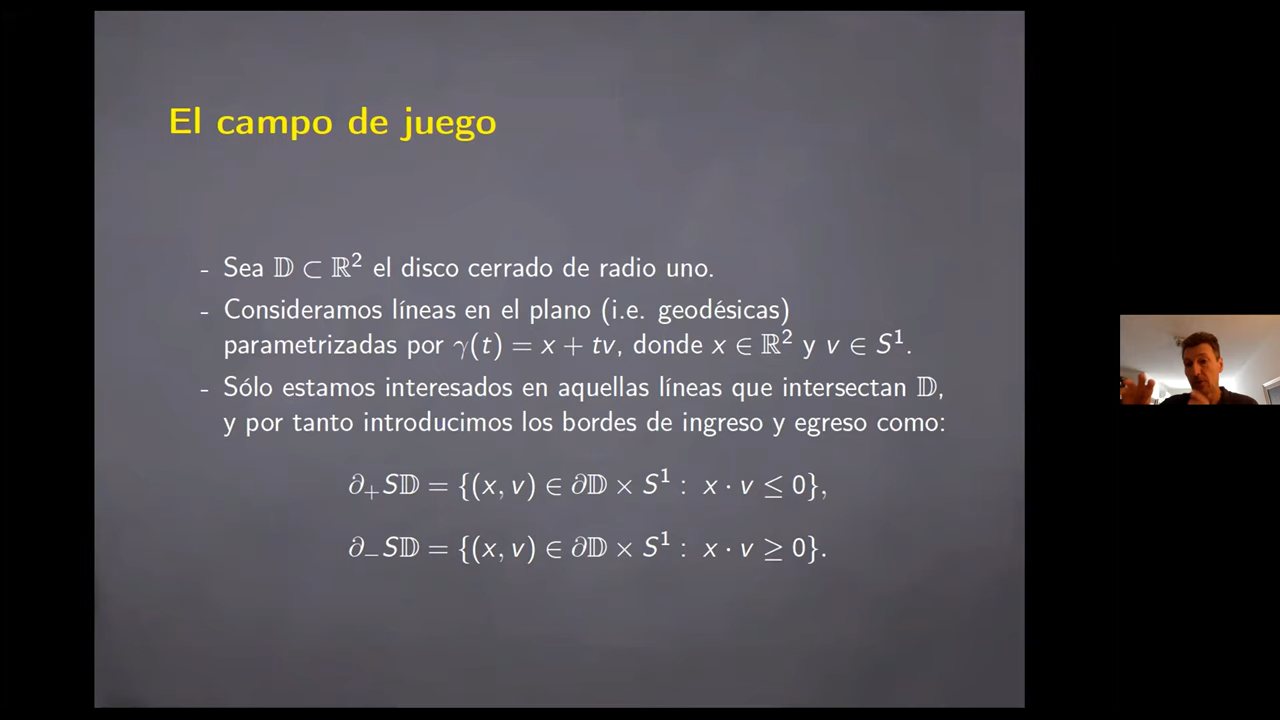 El campo de juego
- Sea 𝔻 ⊂ ℝ² el disco cerrado de radio uno.
- Consideramos líneas en el plano (i.e. geodésicas)
parametrizadas por γ(t) = x + tv, donde x ∈ ℝ² y v ∈ S¹.
- Sólo estamos interesados en aquellas líneas que intersectan 𝔻,
y por tanto introducimos los bordes de ingreso y egreso como:
∂₊S𝔻 = {(x, v) ∈ ∂𝔻 × S¹ : x · v ≤ 0},
∂₋S𝔻 = {(x, v) ∈ ∂𝔻 × S¹ : x · v ≥ 0}.